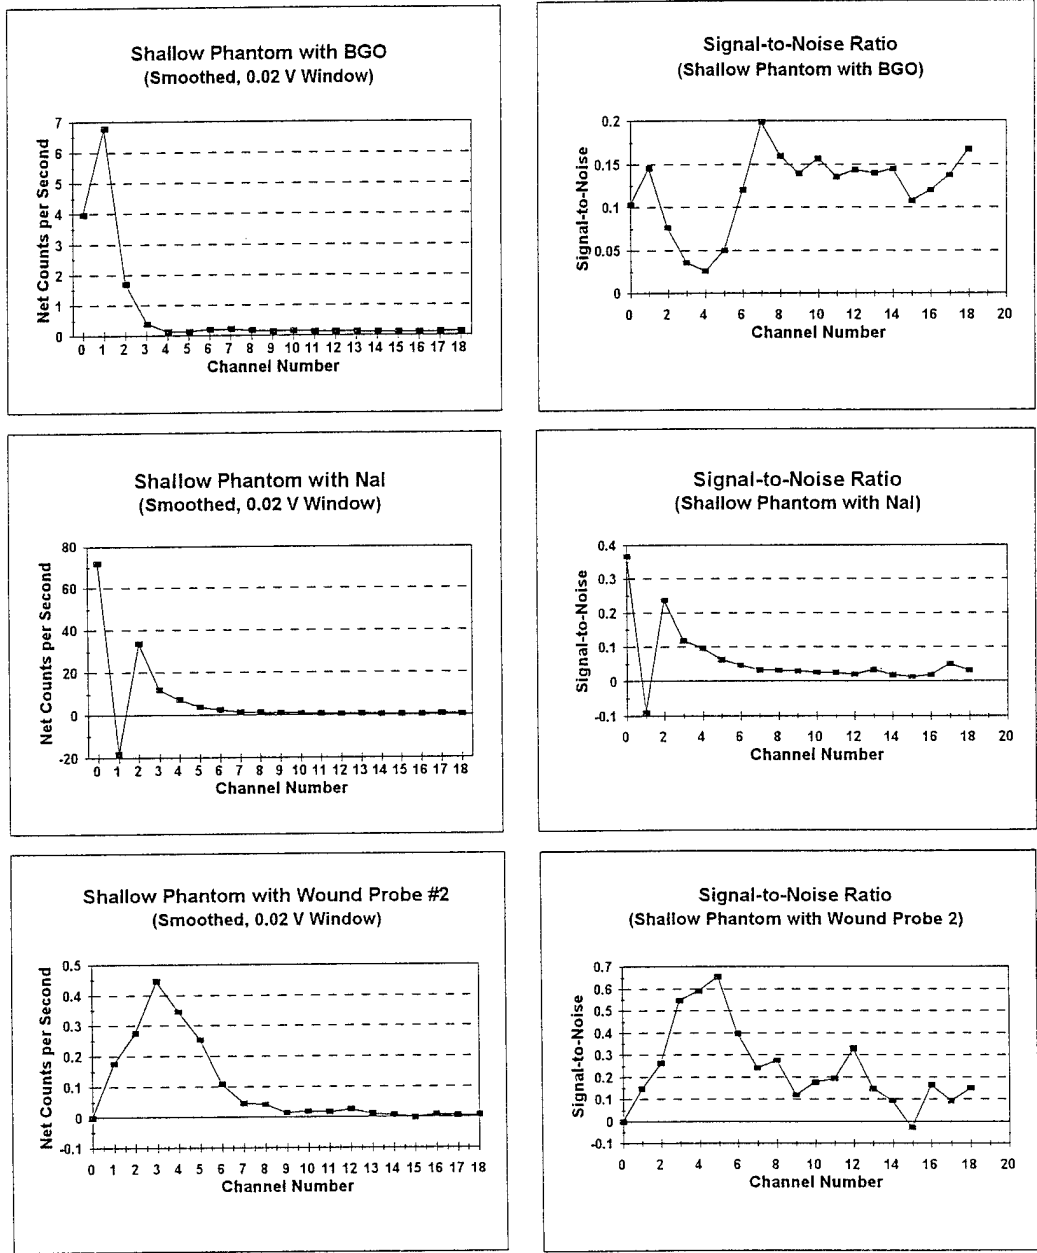 Shallow Phantom with BGO
(Smoothed, 0.02 V Window)
Net Counts per Second
7
6
5
4
3
2
1
0
0 1 2 3 4 5 6 7 8 9 10 11 12 13 14 15 16 17 18
Channel Number
Signal-to-Noise Ratio
(Shallow Phantom with BGO)
Signal-to-Noise
0.2
0.15
0.1
0.05
0
0 2 4 6 8 10 12 14 16 18 20
Channel Number
Shallow Phantom with NaI
(Smoothed, 0.02 V Window)
Net Counts per Second
80
60
40
20
0
-20
0 1 2 3 4 5 6 7 8 9 10 11 12 13 14 15 16 17 18
Channel Number
Signal-to-Noise Ratio
(Shallow Phantom with NaI)
Signal-to-Noise
0.4
0.3
0.2
0.1
0
-0.1
0 2 4 6 8 10 12 14 16 18 20
Channel Number
Shallow Phantom with Wound Probe #2
(Smoothed, 0.02 V Window)
Net Counts per Second
0.5
0.4
0.3
0.2
0.1
0
-0.1
0 1 2 3 4 5 6 7 8 9 10 11 12 13 14 15 16 17 18
Channel Number
Signal-to-Noise Ratio
(Shallow Phantom with Wound Probe 2)
Signal-to-Noise
0.7
0.6
0.5
0.4
0.3
0.2
0.1
0
-0.1
0 2 4 6 8 10 12 14 16 18 20
Channel Number